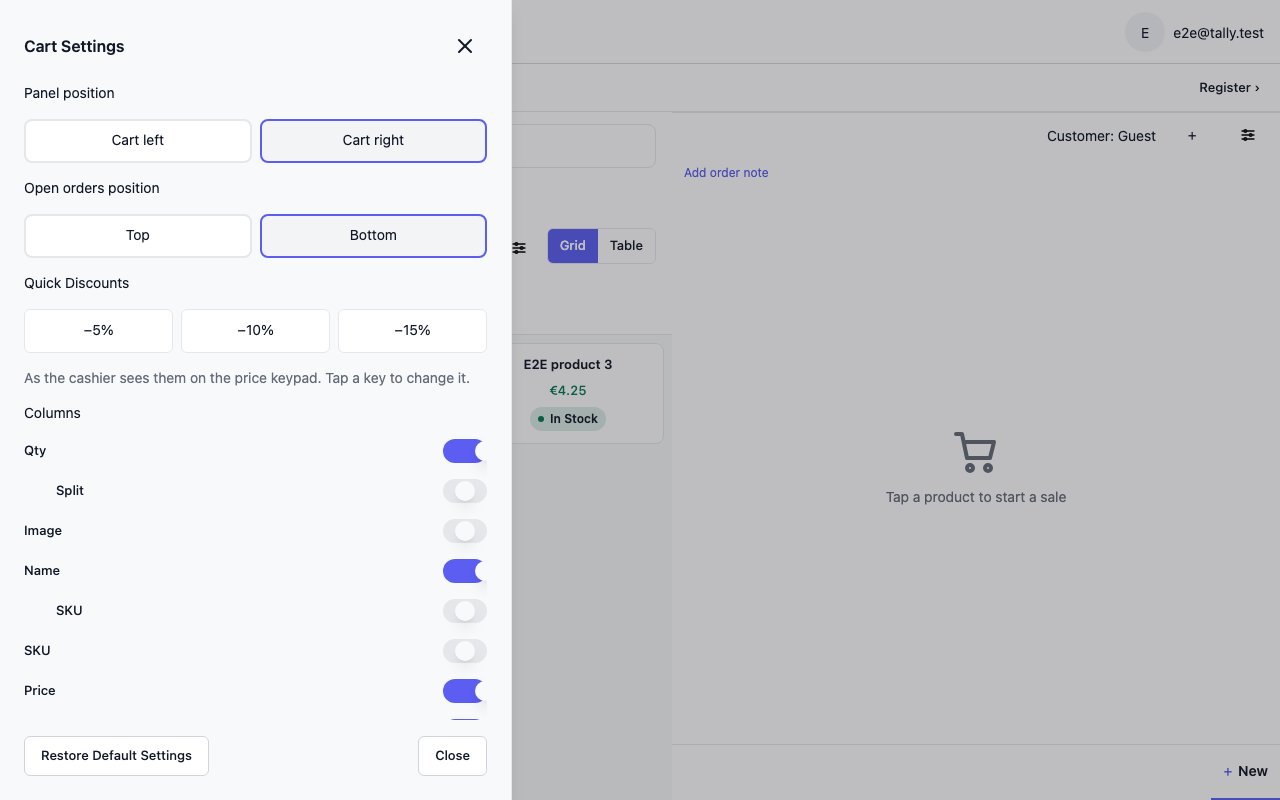 Cart Settings
Panel position
Cart left
Cart right
Open orders position
Top
Bottom
Quick Discounts
–5%
–10%
–15%
As the cashier sees them on the price keypad. Tap a key to change it.
Columns
Qty
Split
Image
Name
SKU
SKU
Price
Restore Default Settings
Close
E
e2e@tally.test
Register ›
Customer: Guest
+
Add order note
Grid
Table
E2E product 3
€4.25
In Stock
Tap a product to start a sale
+ New